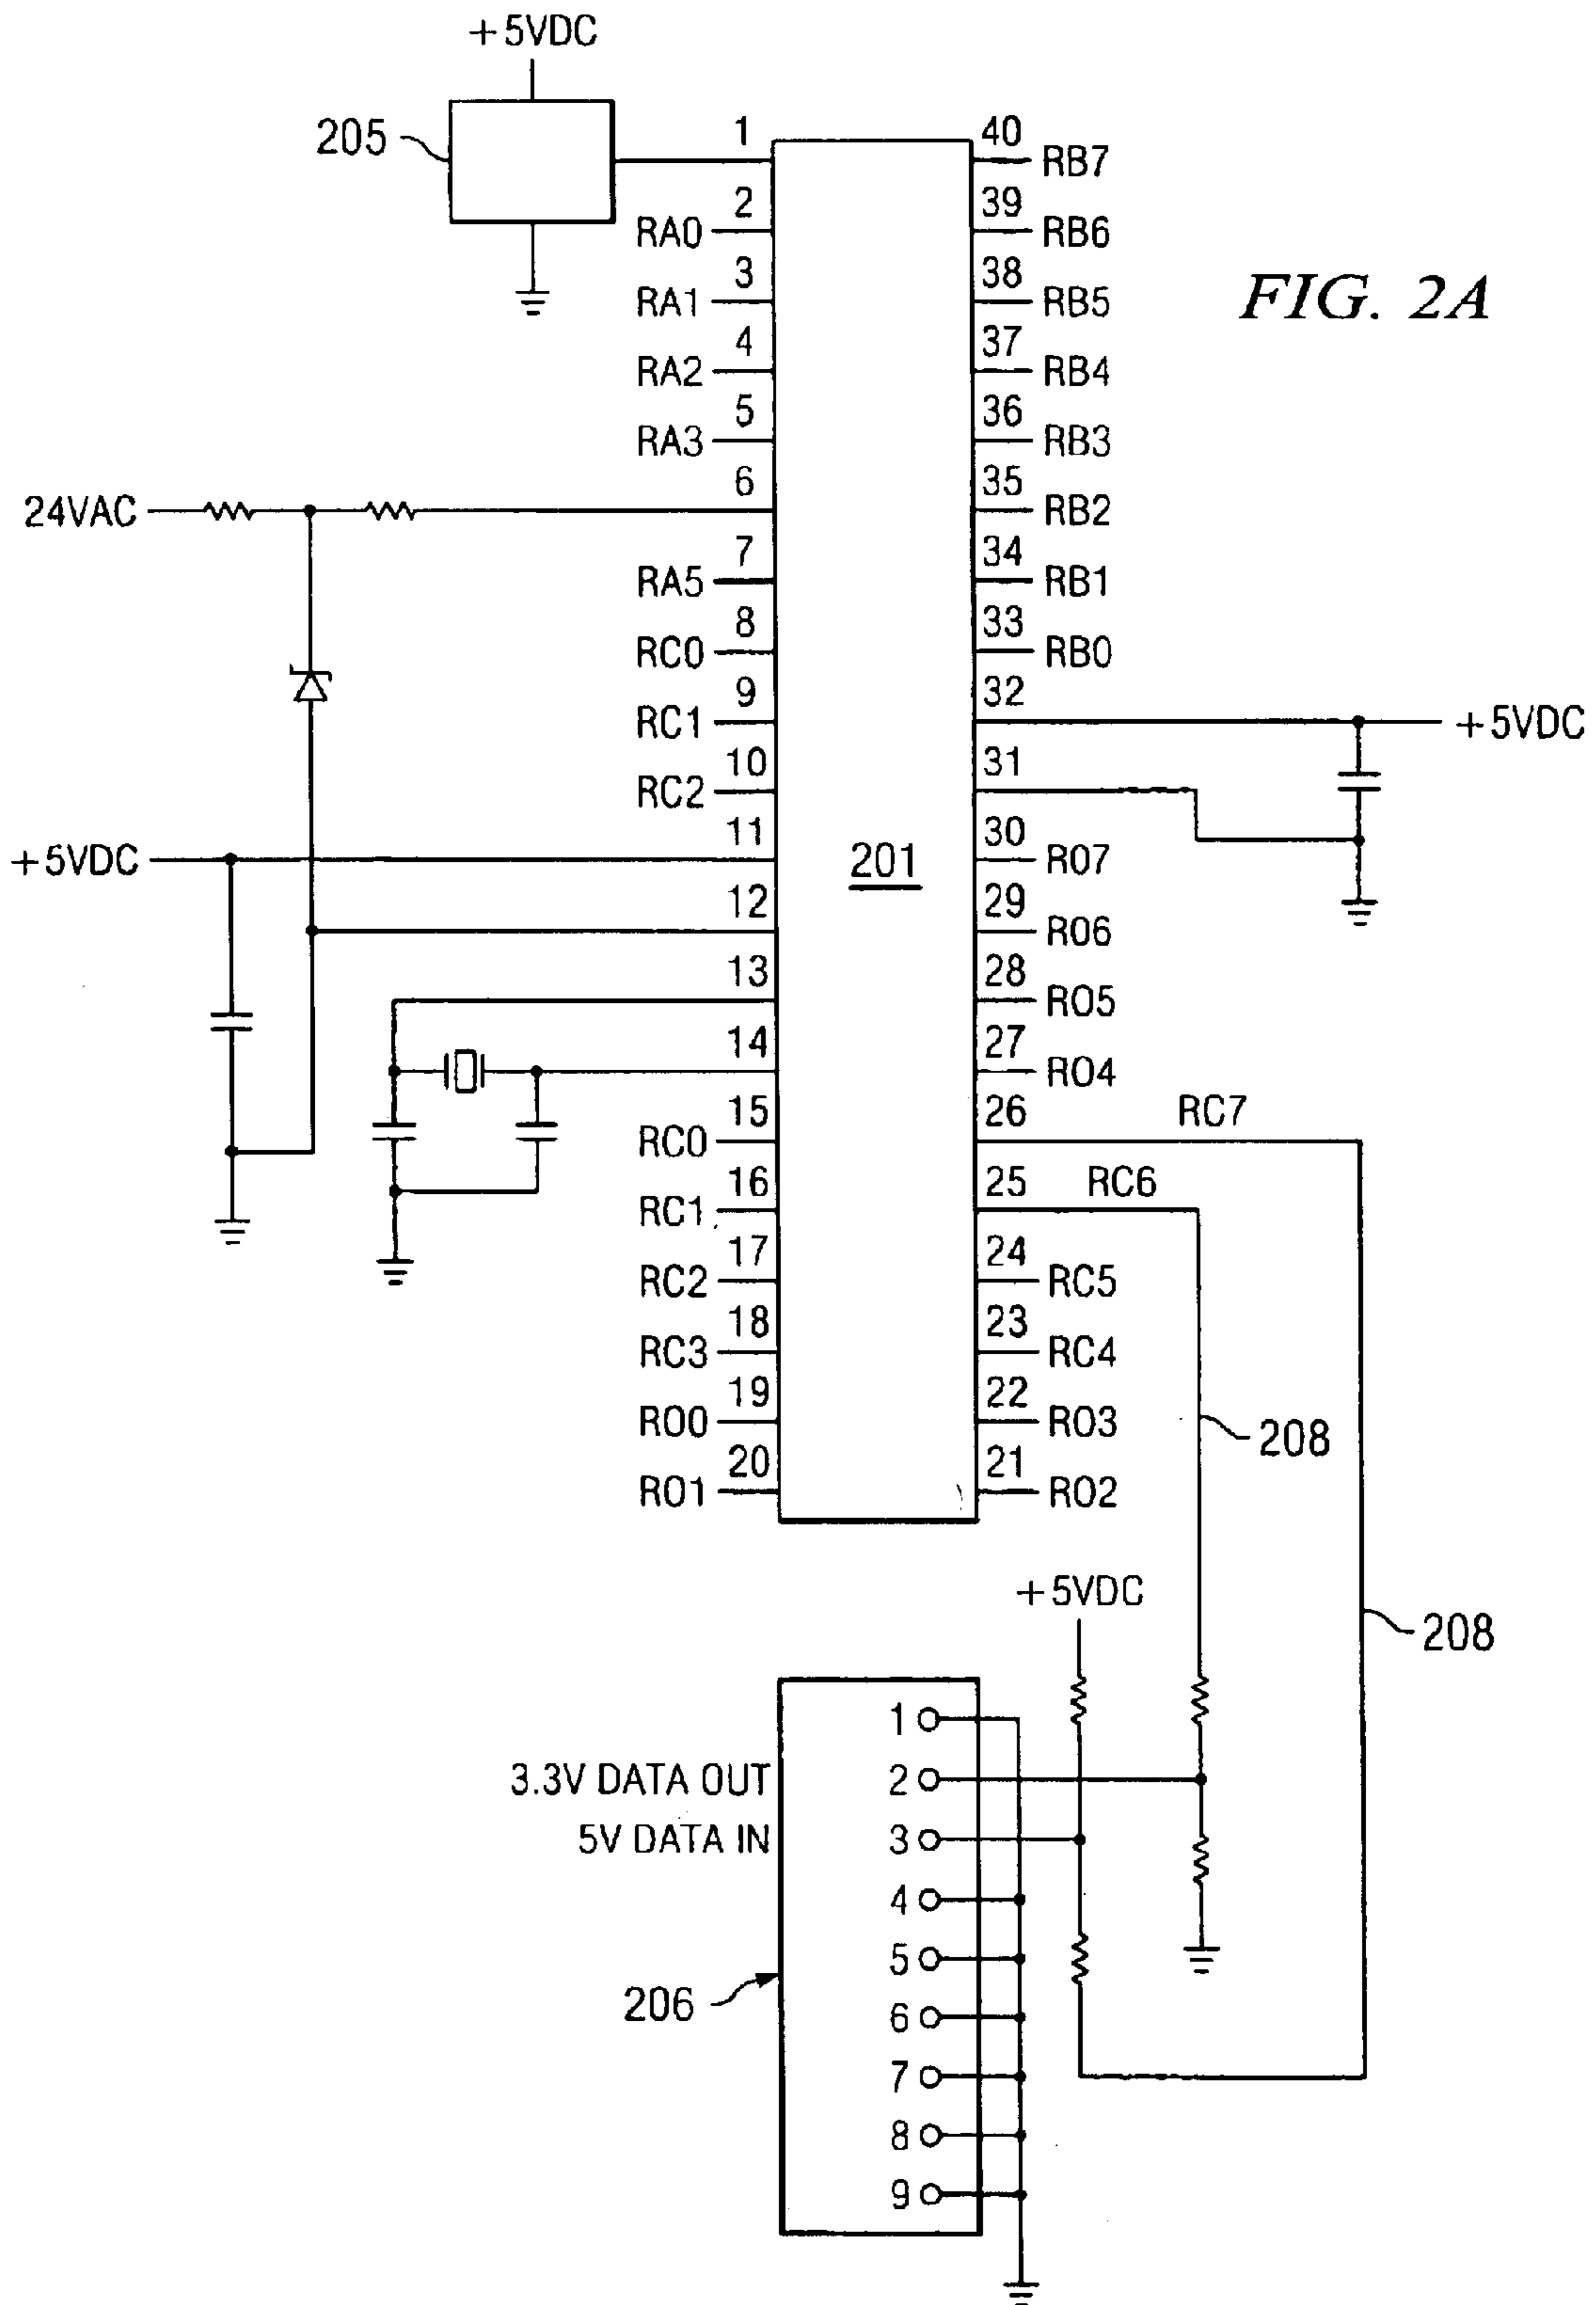 +5VDC
205
1
40
RB7
2
39
RA0
RB6
3
38
RA1
RB5
FIG. 2A
4
37
RA2
RB4
5
36
RA3
RB3
6
35
24VAC
RB2
7
34
RA5
RB1
8
33
RC0
RB0
9
32
RC1
+5VDC
10
31
RC2
11
30
+5VDC
201
RO7
12
29
RO6
13
28
RO5
14
27
RO4
15
26
RC7
RC0
16
25
RC6
RC1
17
24
RC2
RC5
18
23
RC3
RC4
19
22
RO0
RO3
208
20
21
RO1
RO2
+5VDC
208
1
3.3V DATA OUT
2
5V DATA IN
3
4
5
206
6
7
8
9